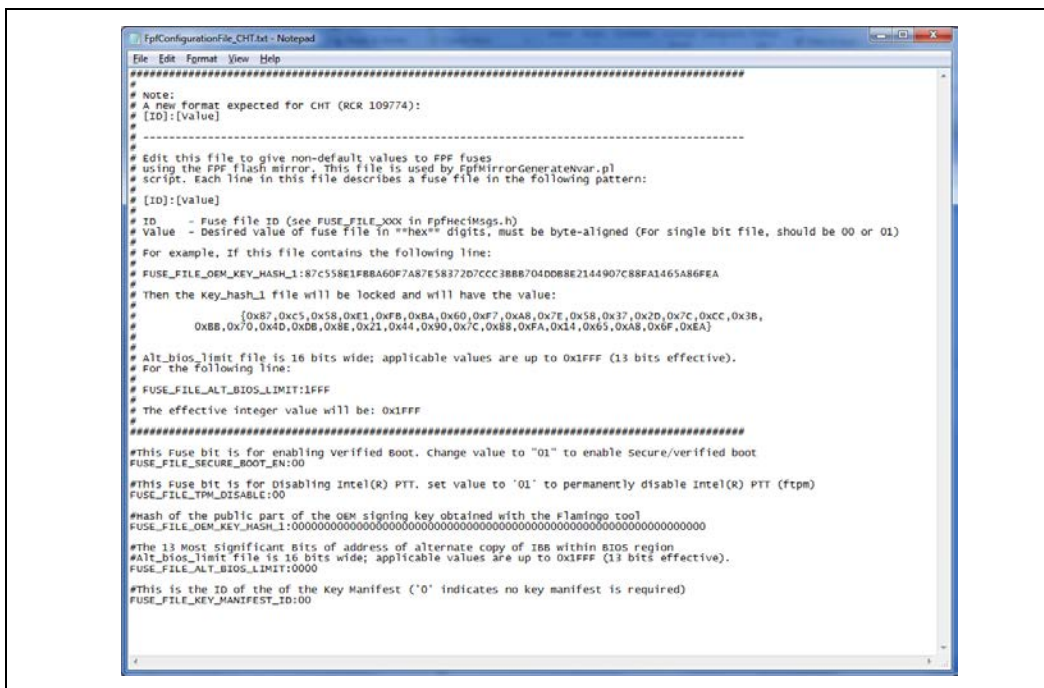 FpfConfigurationFile_CHT.txt - Notepad
File Edit Format View Help
################################################################################################
#
# Note:
# A new format expected for CHT (RCR 109774):
# [ID]:[Value]
#
# ----------------------------------------------------------------------------------------------
#
# Edit this file to give non-default values to FPF fuses
# using the FPF flash mirror. This file is used by FpfMirrorGenerateNvar.pl
# script. Each line in this file describes a fuse file in the following pattern:
#
# [ID]:[Value]
#
# ID - Fuse file ID (see FUSE_FILE_XXX in FpfHeciMsgs.h)
# Value - Desired value of fuse file in **hex** digits, must be byte-aligned (For single bit file, should be 00 or 01)
#
# For example, If this file contains the following line:
#
# FUSE_FILE_OEM_KEY_HASH_1:87c558E1FBBA60F7A87E58372D7CCC3BBB704DDB8E2144907C88FA1465A86FEA
#
# Then the Key_hash_1 file will be locked and will have the value:
#
# {0x87,0xc5,0x58,0xE1,0xFB,0xBA,0x60,0xF7,0xA8,0x7E,0x58,0x37,0x2D,0x7C,0xCC,0x3B,
# 0xBB,0x70,0x4D,0xDB,0x8E,0x21,0x44,0x90,0x7C,0x88,0xFA,0x14,0x65,0xA8,0x6F,0xEA}
#
#
# Alt_bios_limit file is 16 bits wide; applicable values are up to 0x1FFF (13 bits effective).
# For the following line:
#
# FUSE_FILE_ALT_BIOS_LIMIT:1FFF
#
# The effective integer value will be: 0x1FFF
#
################################################################################################
#This Fuse bit is for enabling Verified Boot. Change value to "01" to enable Secure/verified boot
FUSE_FILE_SECURE_BOOT_EN:00
#This Fuse bit is for Disabling Intel(R) PTT. set value to '01' to permanently disable Intel(R) PTT (ftpm)
FUSE_FILE_TPM_DISABLE:00
#Hash of the public part of the OEM signing key obtained with the Flamingo tool
FUSE_FILE_OEM_KEY_HASH_1:0000000000000000000000000000000000000000000000000000000000000000
#The 13 Most Significant Bits of address of alternate copy of IBB within BIOS region
#Alt_bios_limit file is 16 bits wide; applicable values are up to 0x1FFF (13 bits effective).
FUSE_FILE_ALT_BIOS_LIMIT:0000
#This is the ID of the of the Key Manifest ('0' indicates no key manifest is required)
FUSE_FILE_KEY_MANIFEST_ID:00